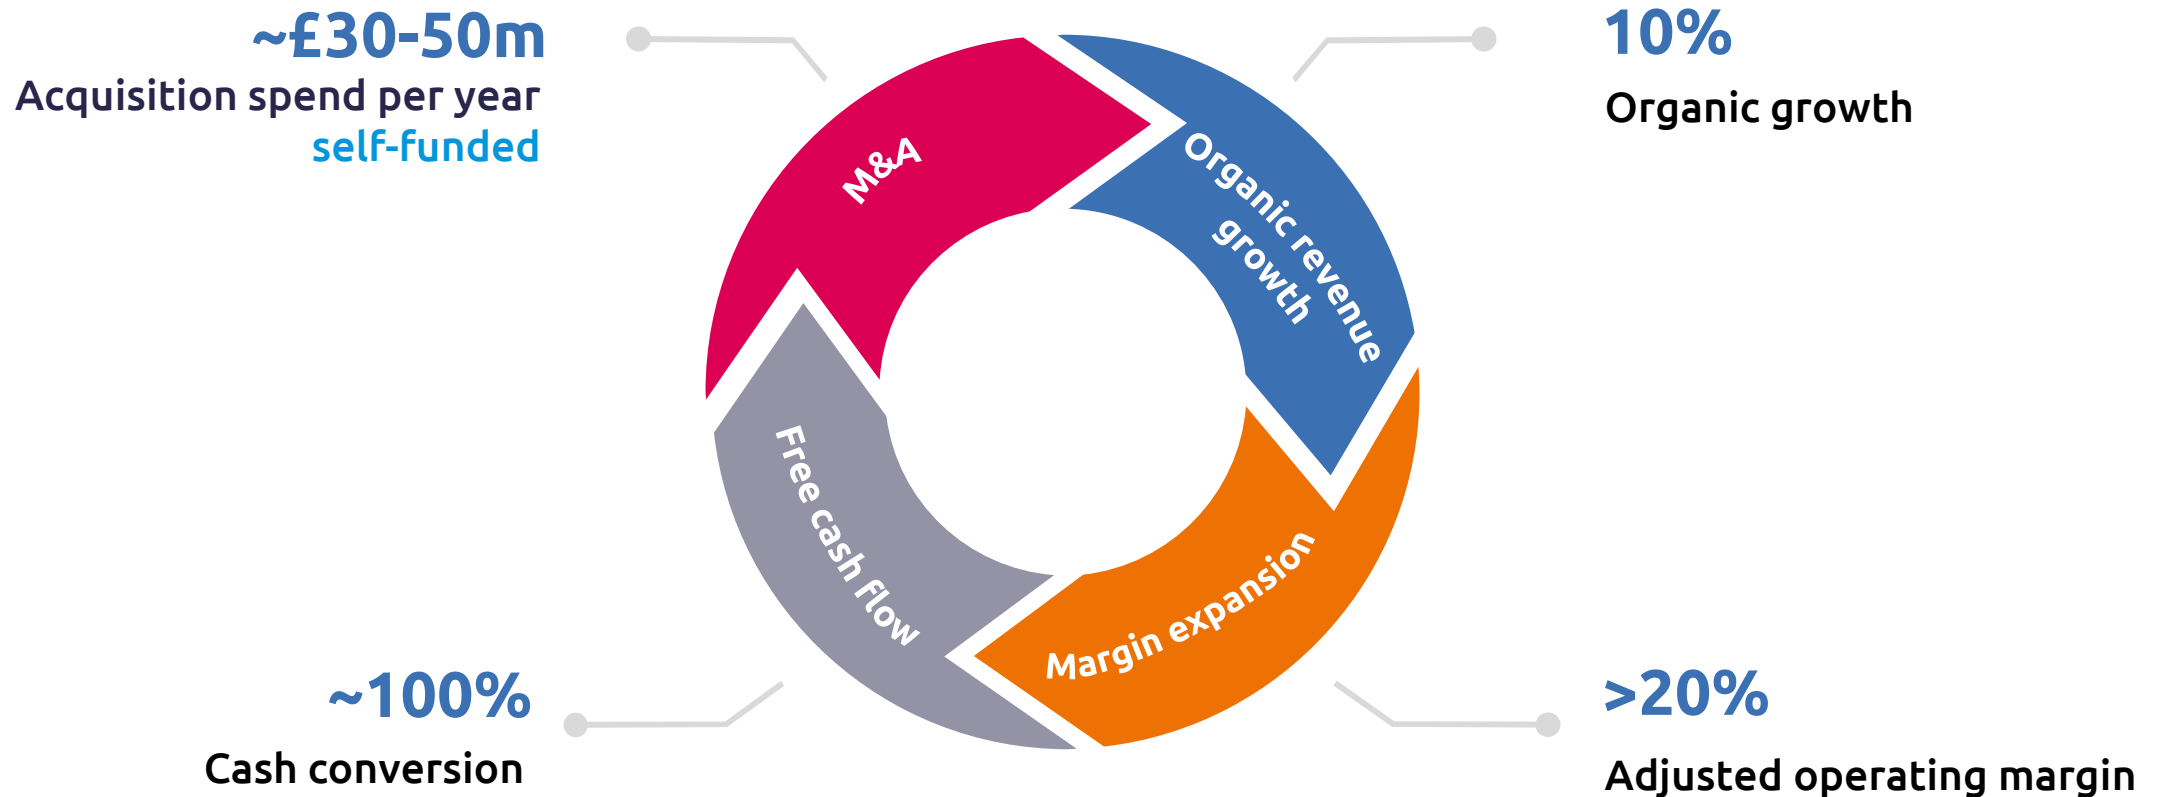 ~£30-50m
Acquisition spend per year
self-funded
10%
Organic growth
M&A
Organic revenue
growth
Free cash flow
Margin expansion
~100%
Cash conversion
>20%
Adjusted operating margin